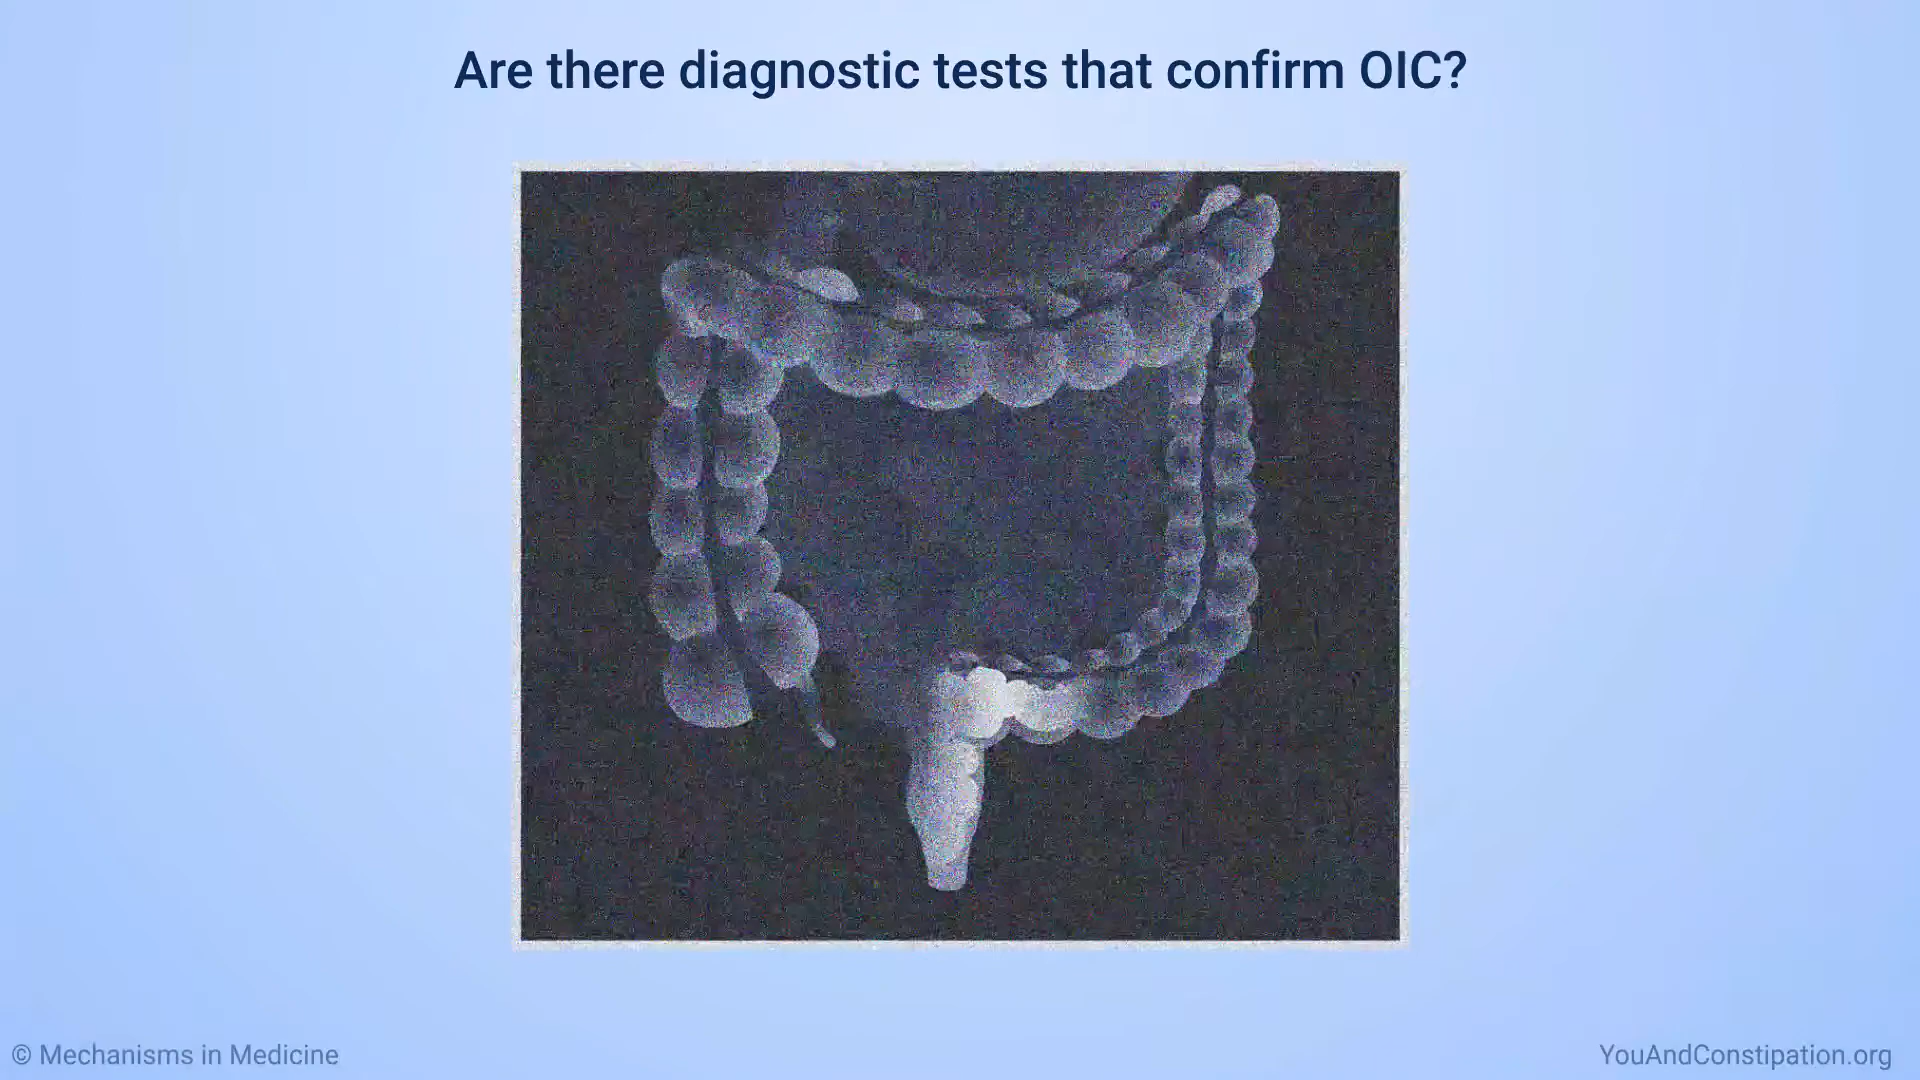 Are there diagnostic tests that confirm OIC?
© Mechanisms in Medicine
YouAndConstipation.org